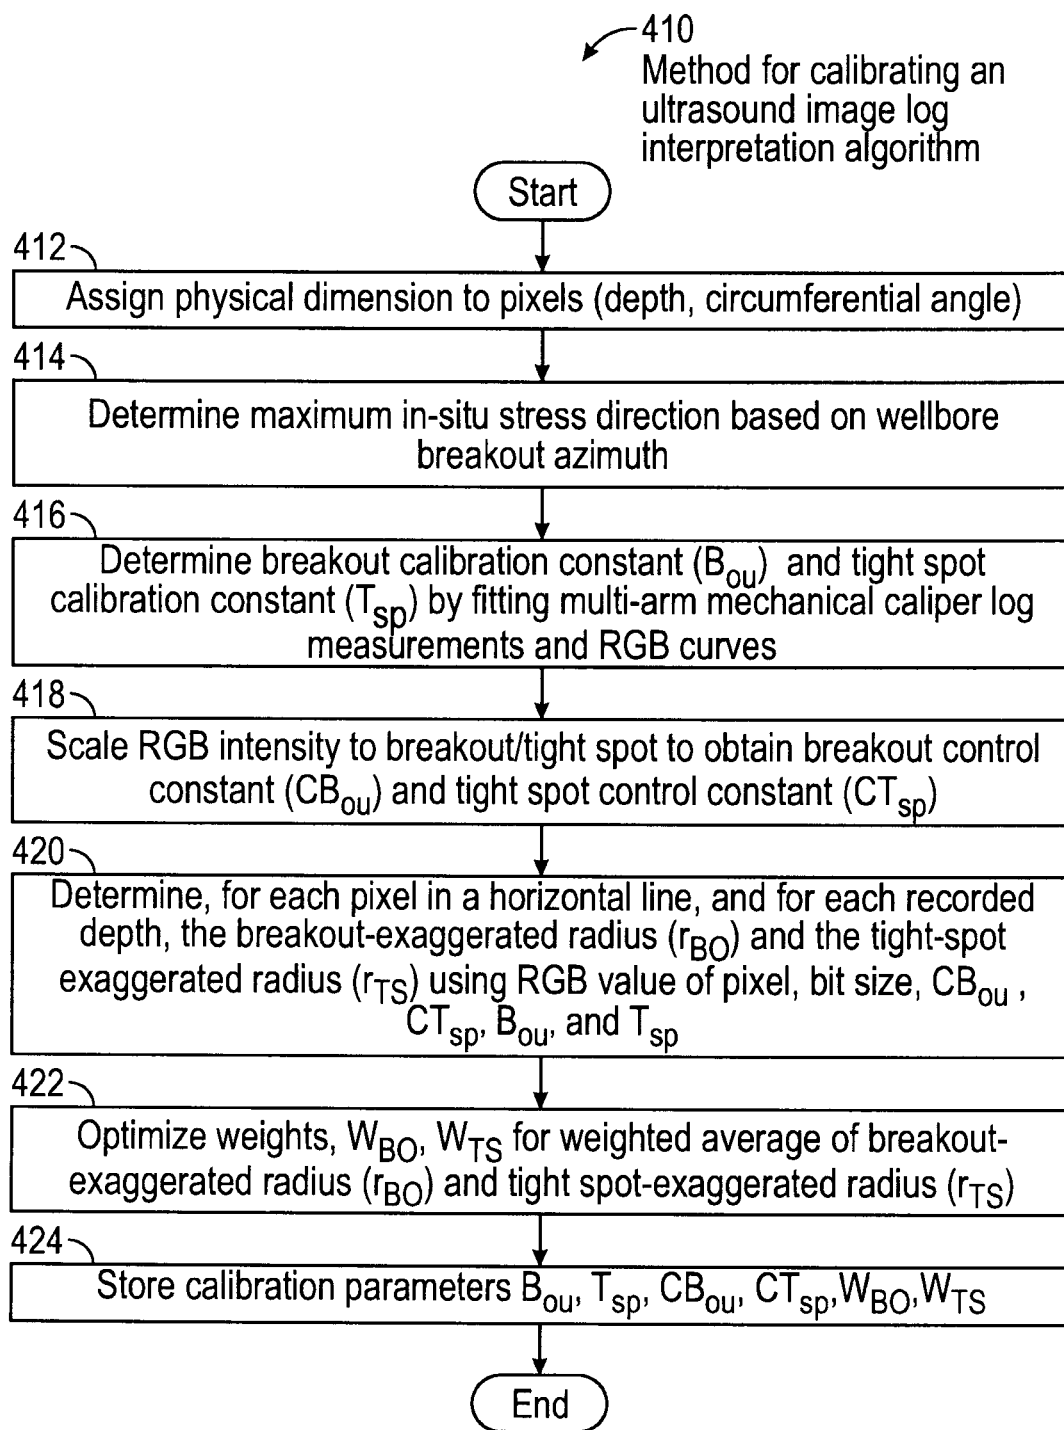 410
Method for calibrating an
ultrasound image log
interpretation algorithm
Start
412
Assign physical dimension to pixels (depth, circumferential angle)
414
Determine maximum in-situ stress direction based on wellbore
breakout azimuth
416
Determine breakout calibration constant (Bou) and tight spot
calibration constant (Tsp) by fitting multi-arm mechanical caliper log
measurements and RGB curves
418
Scale RGB intensity to breakout/tight spot to obtain breakout control
constant (CBou) and tight spot control constant (CTsp)
420
Determine, for each pixel in a horizontal line, and for each recorded
depth, the breakout-exaggerated radius (rBO) and the tight-spot
exaggerated radius (rTS) using RGB value of pixel, bit size, CBou ,
CTsp, Bou, and Tsp
422
Optimize weights, WBO, WTS for weighted average of breakout-
exaggerated radius (rBO) and tight spot-exaggerated radius (rTS)
424
Store calibration parameters Bou, Tsp, CBou, CTsp,WBO,WTS
End